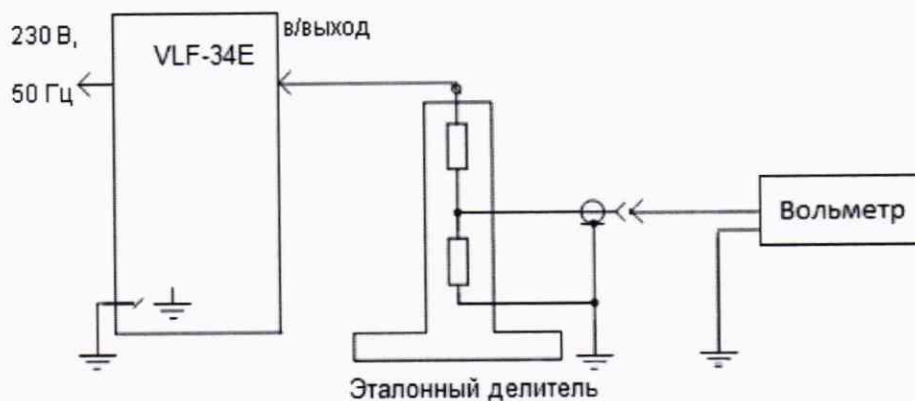 230 В,
50 Гц
VLF-34E
в/выход
Вольметр
Эталонный делитель